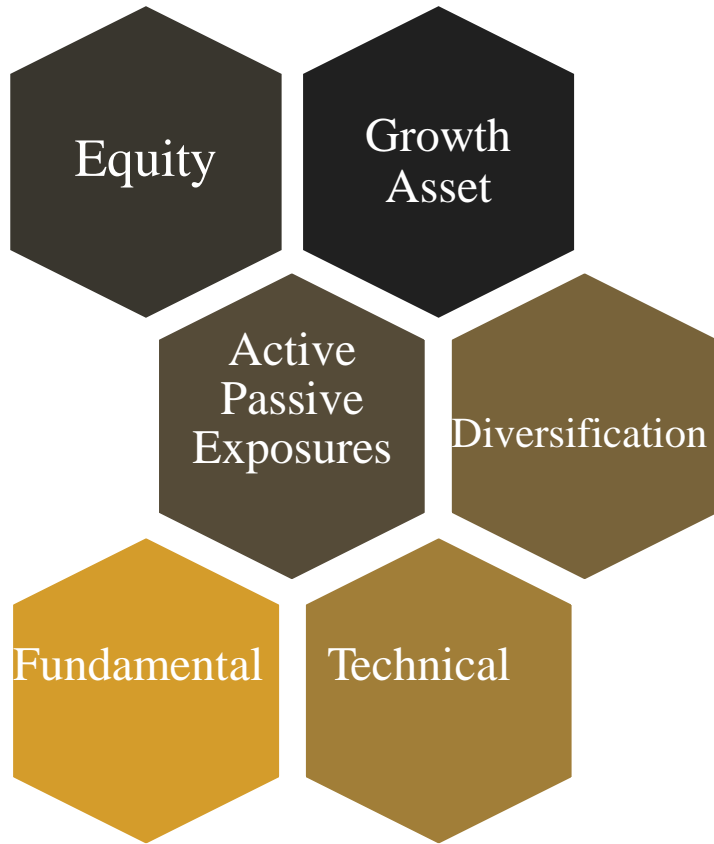 Equity
Growth
Asset
Active
Passive
Exposures
Diversification
Fundamental
Technical